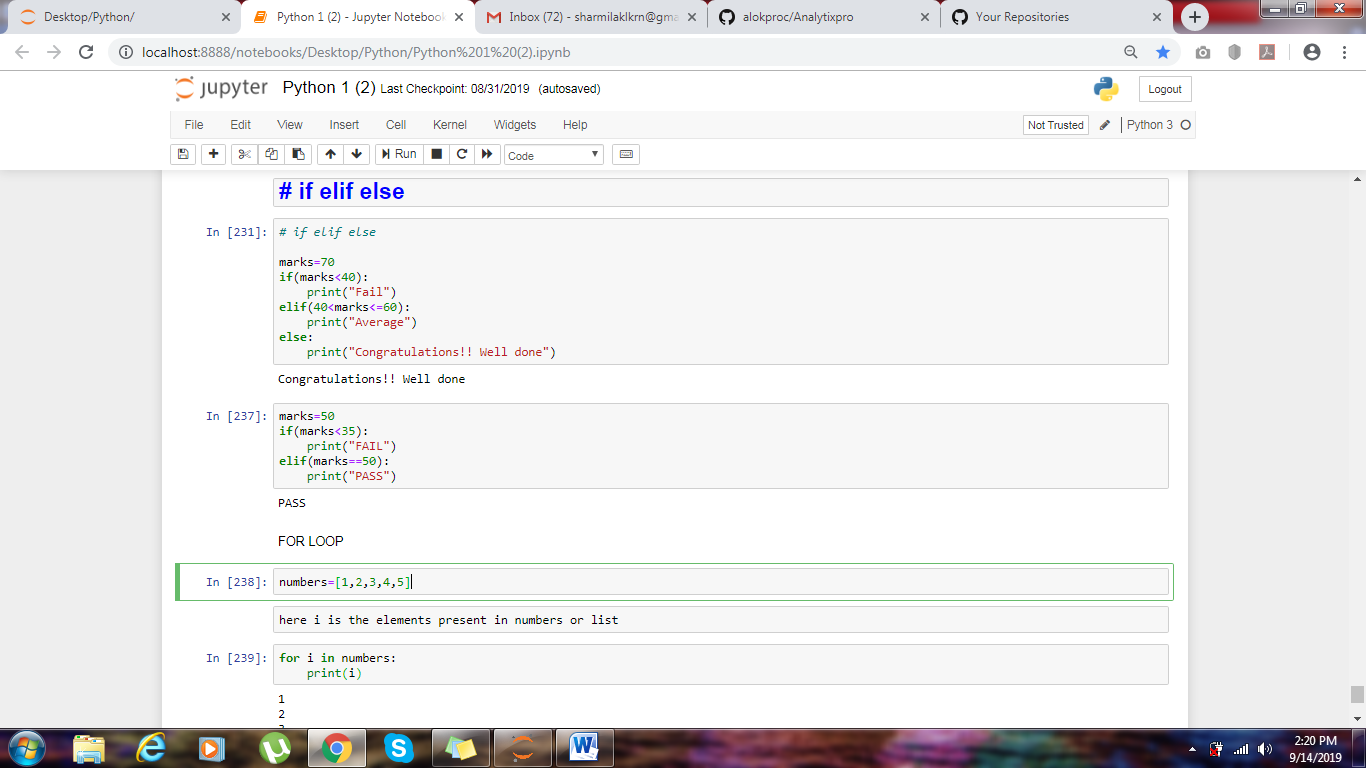 Desktop/Python/
Python 1 (2) - Jupyter Noteboo
Inbox (72) - sharmilaklkrn@gma
alokproc/Analytixpro
Your Repositories
localhost:8888/notebooks/Desktop/Python/Python%201%20(2).ipynb
jupyter Python 1 (2) Last Checkpoint: 08/31/2019 (autosaved)
Logout
File Edit View Insert Cell Kernel Widgets Help
Not Trusted
Python 3
Run
Code
# if elif else
In [231]: # if elif else
marks=70
if(marks<40):
    print("Fail")
elif(40<marks<=60):
    print("Average")
else:
    print("Congratulations!! Well done")
Congratulations!! Well done
In [237]: marks=50
if(marks<35):
    print("FAIL")
elif(marks==50):
    print("PASS")
PASS
FOR LOOP
In [238]: numbers=[1,2,3,4,5]
here i is the elements present in numbers or list
In [239]: for i in numbers:
    print(i)
1
2
2:20 PM
9/14/2019